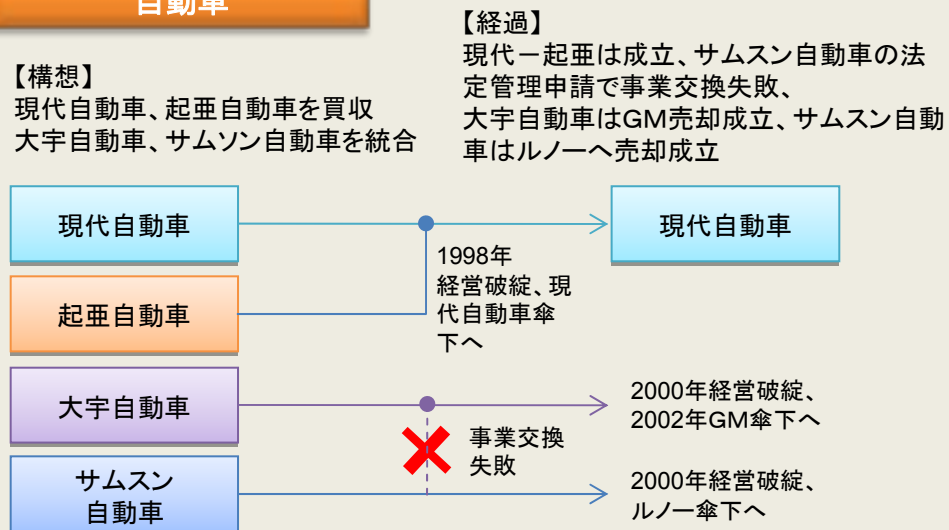 自動車
【構想】
現代自動車、起亜自動車を買収
大宇自動車、サムソン自動車を統合
【経過】
現代－起亜は成立、サムスン自動車の法
定管理申請で事業交換失敗、
大宇自動車はGM売却成立、サムスン自動
車はルノーへ売却成立
現代自動車
現代自動車
1998年
経営破綻、現
代自動車傘
下へ
起亜自動車
大宇自動車
2000年経営破綻、
2002年GM傘下へ
事業交換
失敗
サムスン
自動車
2000年経営破綻、
ルノー傘下へ